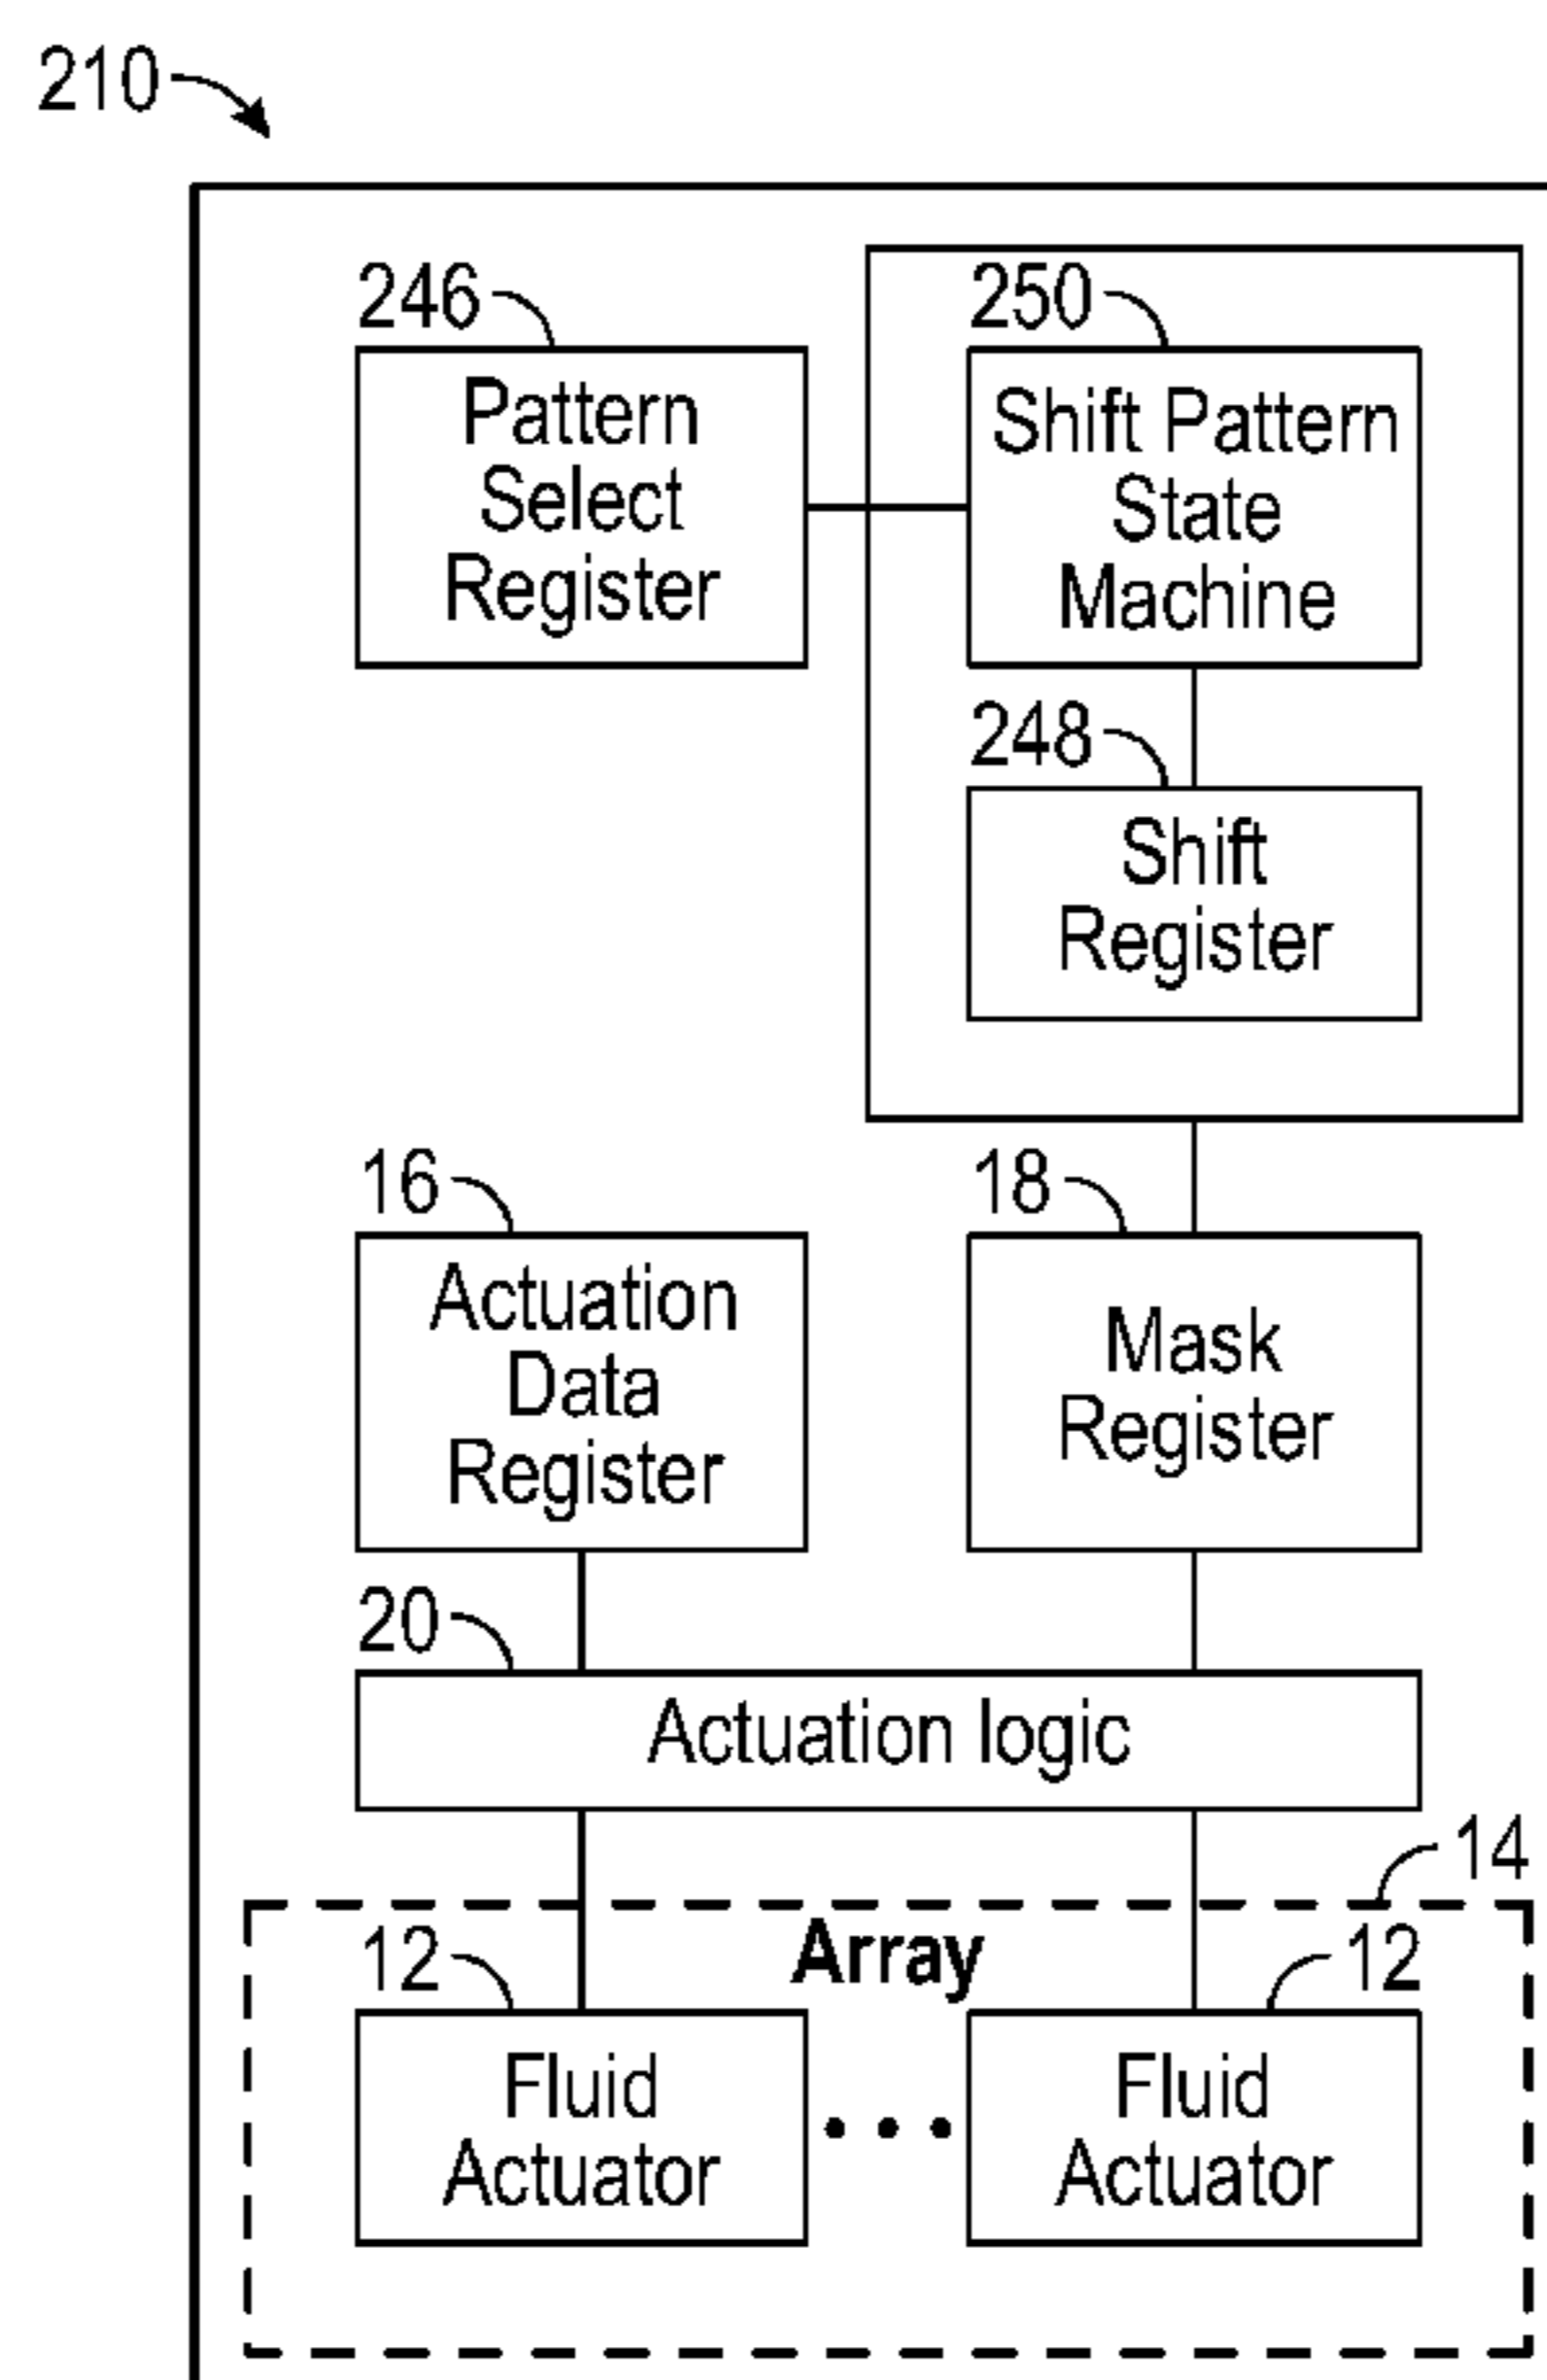 210
246
Pattern
Select
Register
250
Shift Pattern
State
Machine
248
Shift
Register
16
Actuation
Data
Register
18
Mask
Register
20
Actuation logic
14
Array
12
Fluid
Actuator
12
Fluid
Actuator